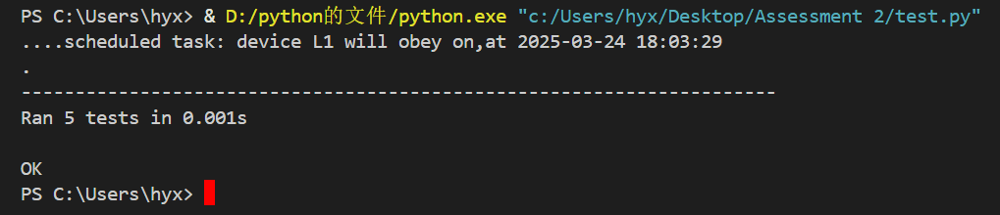 PS C:\Users\hyx> & D:/python的文件/python.exe "c:/Users/hyx/Desktop/Assessment 2/test.py"
....scheduled task: device L1 will obey on,at 2025-03-24 18:03:29
.
----------------------------------------------------------------------
Ran 5 tests in 0.001s

OK
PS C:\Users\hyx>